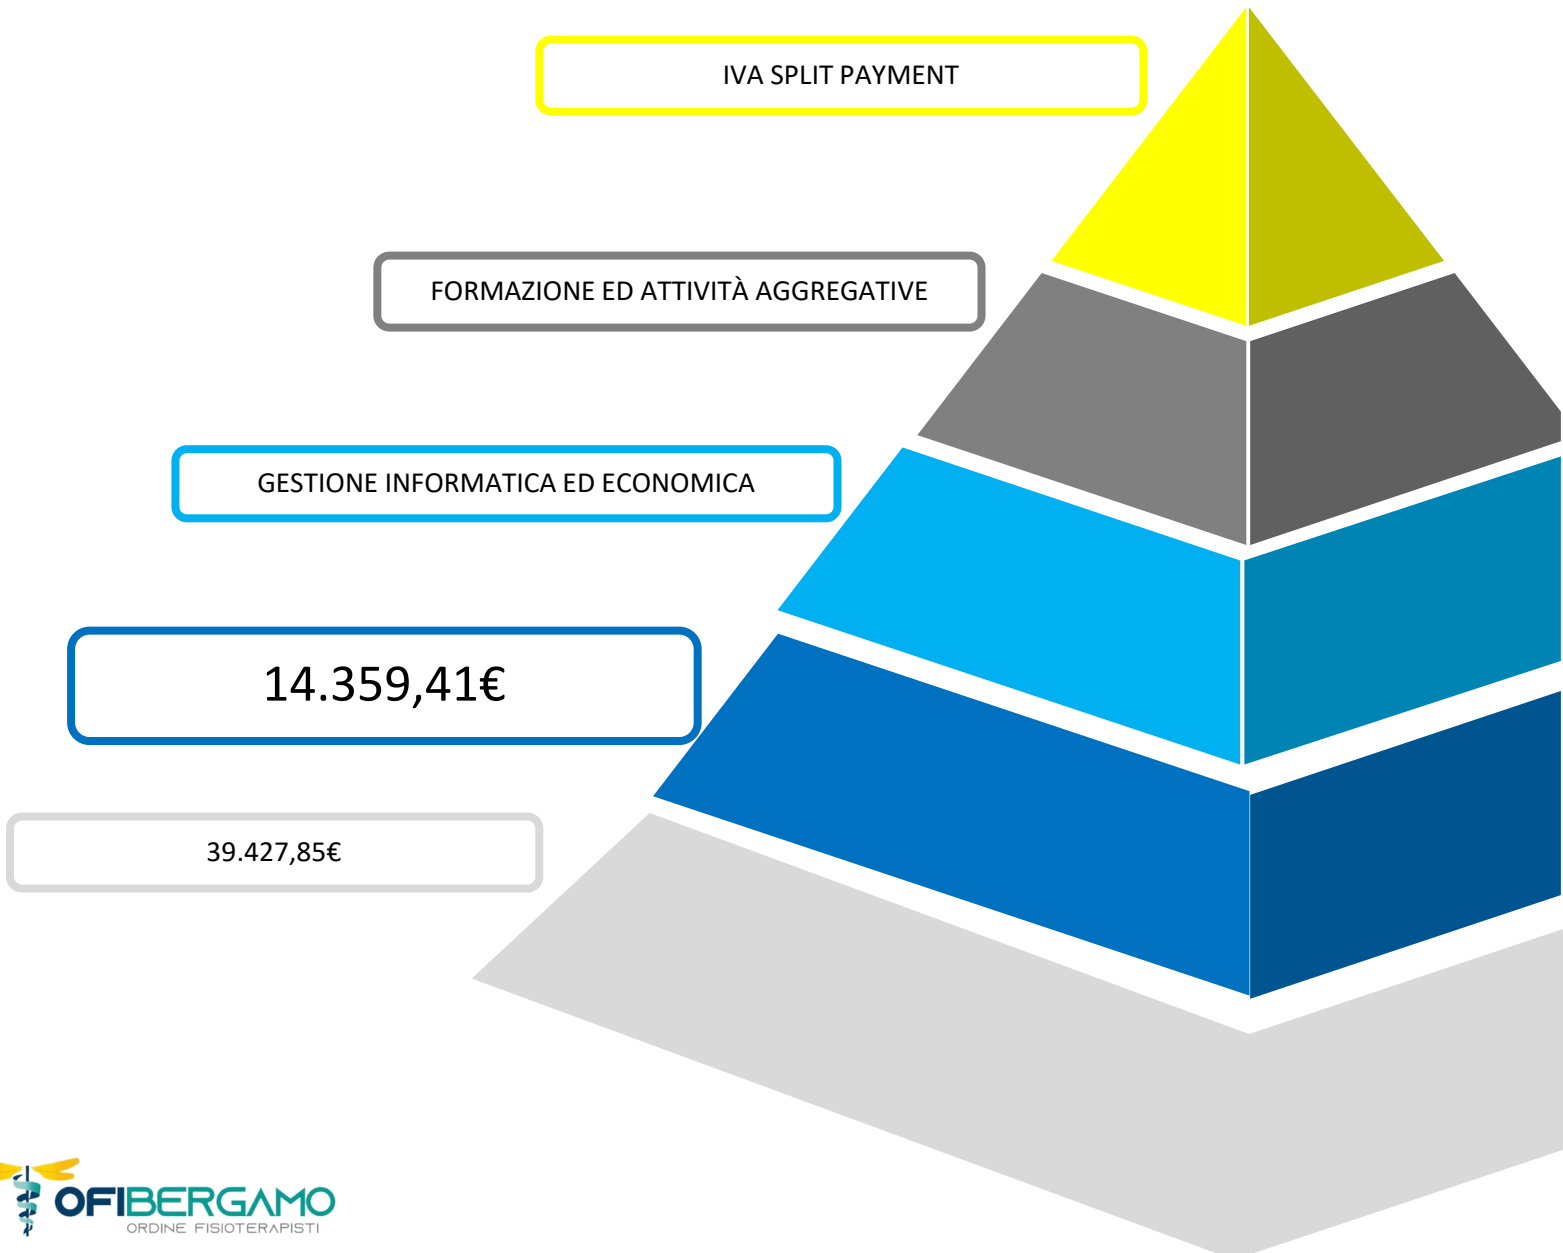 IVA SPLIT PAYMENT
FORMAZIONE ED ATTIVITÀ AGGREGATIVE
GESTIONE INFORMATICA ED ECONOMICA
14.359,41€
39.427,85€
OFIBERGAMO
ORDINE FISIOTERAPISTI